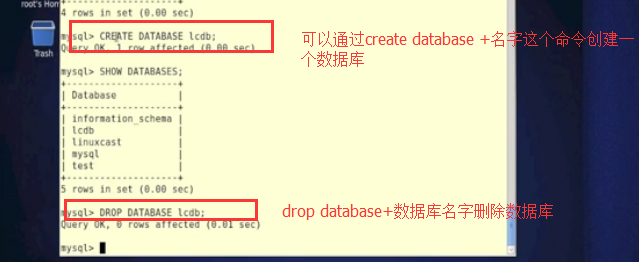 root's Hom
4 rows in set (0.00 sec)
mysql> CREATE DATABASE lcdb;
Query OK, 1 row affected (0.00 sec)
可以通过create database +名字这个命令创建一
个数据库
Trash
mysql> SHOW DATABASES;
+--------------------+
| Database           |
+--------------------+
| information_schema |
| lcdb               |
| linuxcast          |
| mysql              |
| test               |
+--------------------+
5 rows in set (0.00 sec)
mysql> DROP DATABASE lcdb;
drop database+数据库名字删除数据库
Query OK, 0 rows affected (0.01 sec)
mysql>